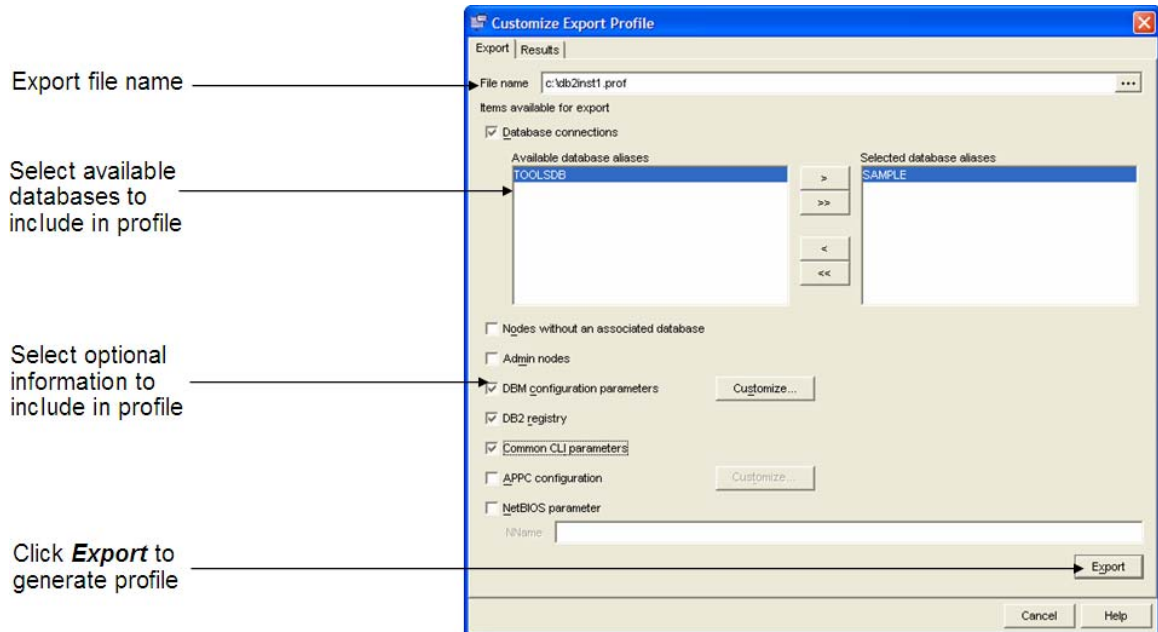 Customize Export Profile
Export Results
Export file name
File name c:\db2inst1.prof ...
Items available for export
Database connections
Select available
databases to
include in profile
Available database aliases
TOOLSDB
>
>>
<
<<
Selected database aliases
SAMPLE
Nodes without an associated database
Admin nodes
Select optional
information to
include in profile
DBM configuration parameters Customize...
DB2 registry
Common CLI parameters
APPC configuration Customize...
NetBIOS parameter
NName
Click Export to
generate profile
Export
Cancel Help